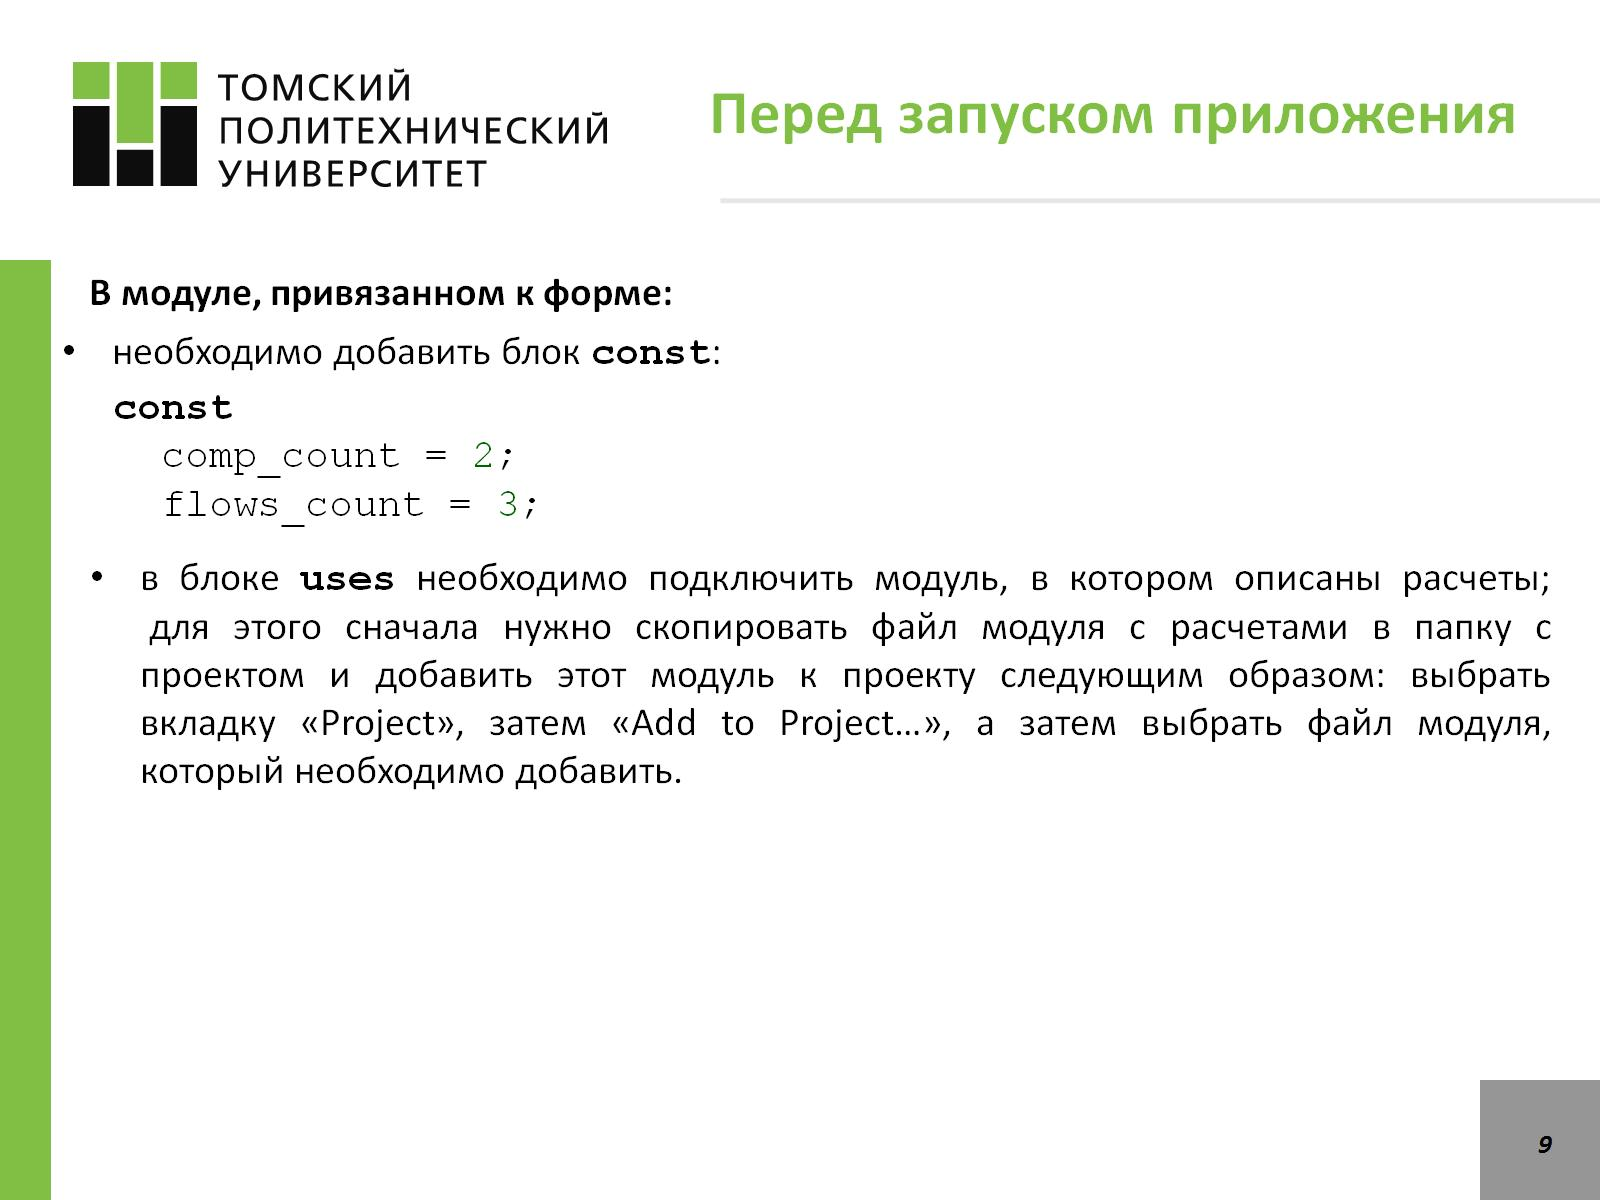 ТОМСКИЙ
ПОЛИТЕХНИЧЕСКИЙ
УНИВЕРСИТЕТ
Перед запуском приложения
В модуле, привязанном к форме:
• необходимо добавить блок const:
const
comp_count = 2;
flows_count = 3;
• в блоке uses необходимо подключить модуль, в котором описаны расчеты;
для этого сначала нужно скопировать файл модуля с расчетами в папку с
проектом и добавить этот модуль к проекту следующим образом: выбрать
вкладку «Project», затем «Add to Project…», а затем выбрать файл модуля,
который необходимо добавить.
9